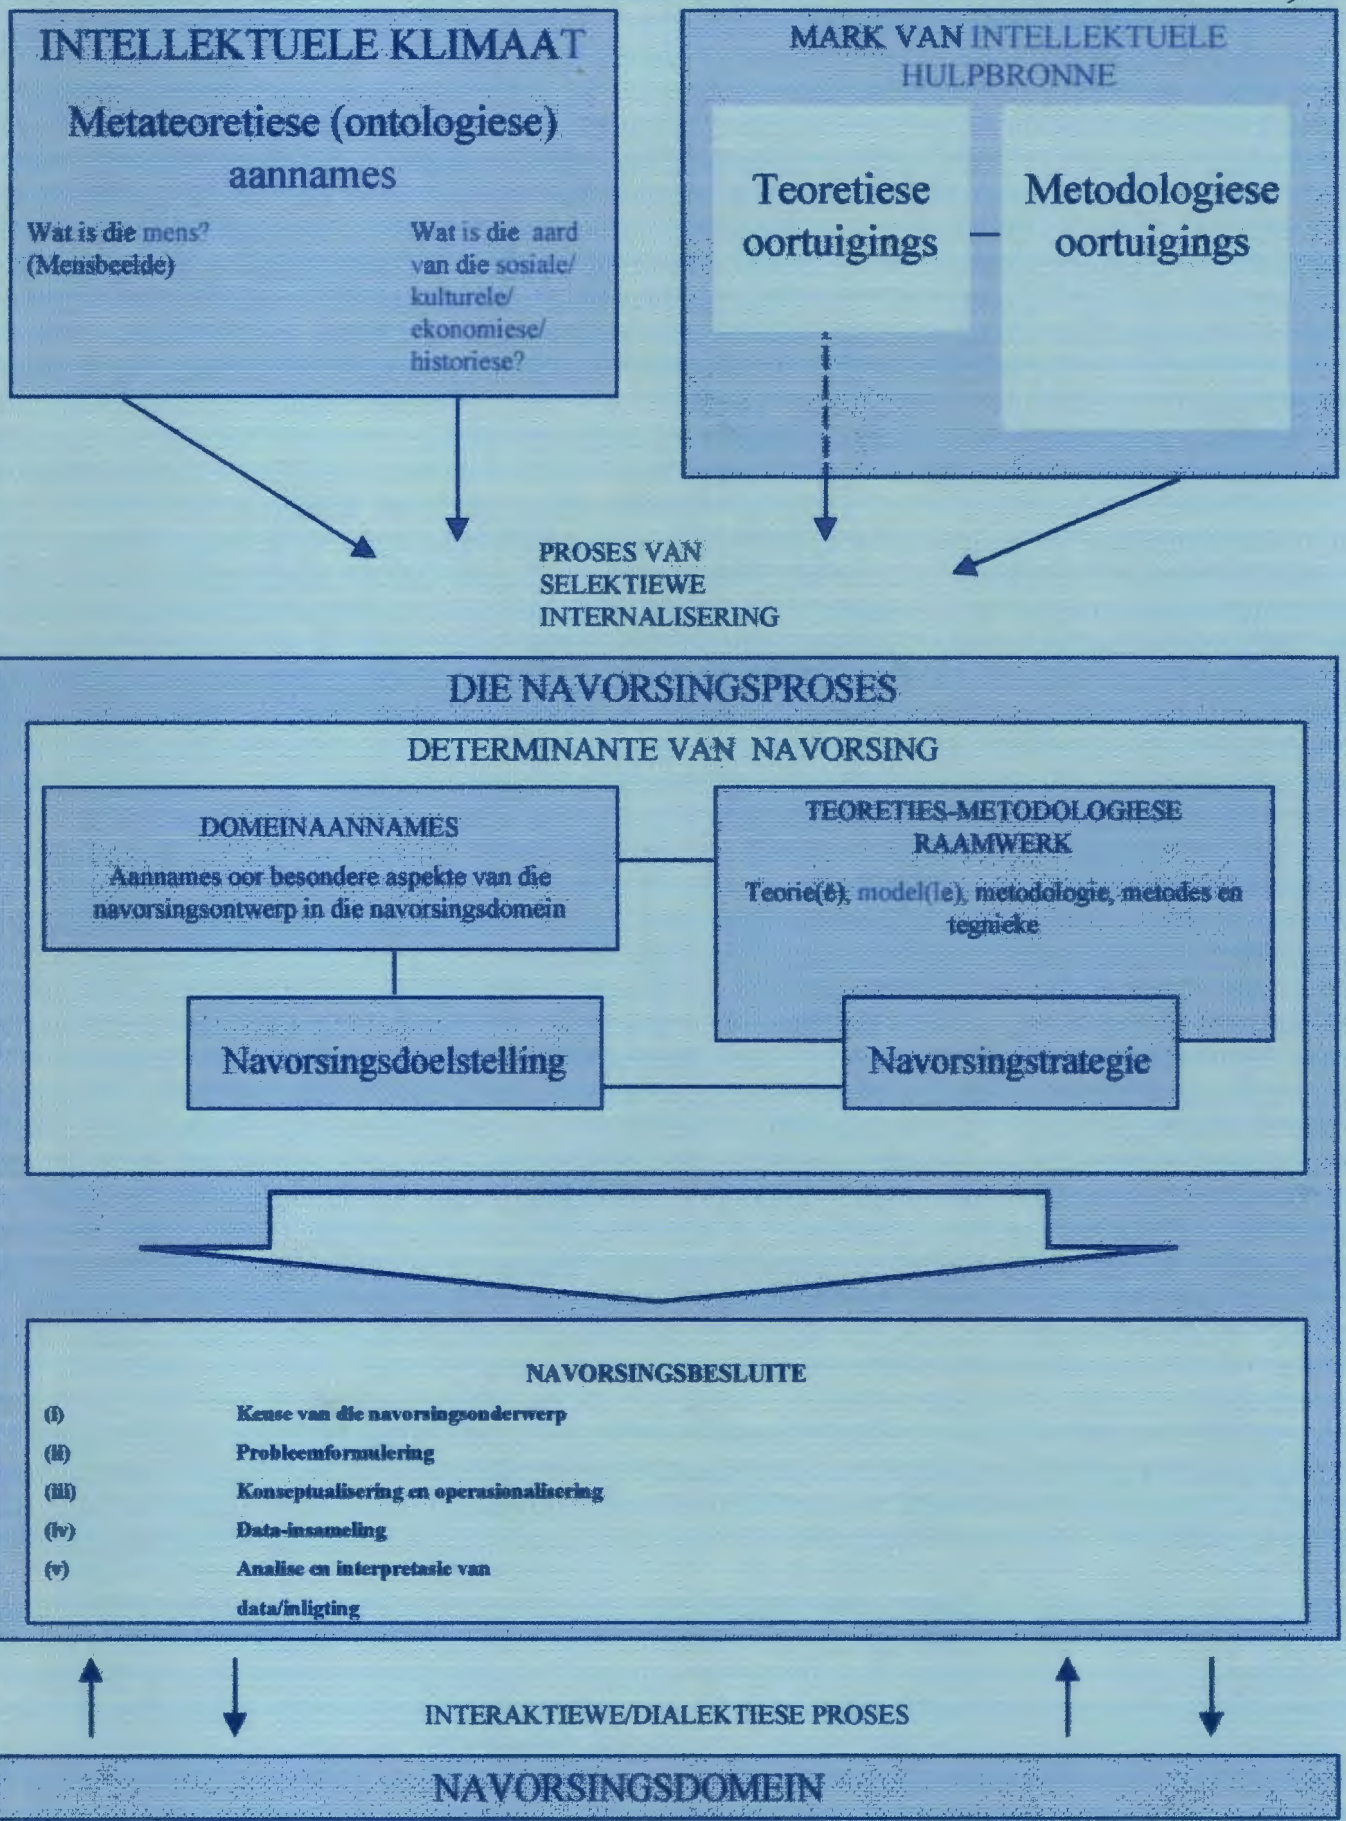 INTELLEKTUELE KLIMAAT
Metateoretiese (ontologiese)
aannames
Wat is die mens?
(Mensbeelde)
Wat is die aard
van die sosiale/
kulturele/
ekonomiese/
historiese?
MARK VAN INTELLEKTUELE
HULPBRONNE
Teoretiese
oortuigings
Metodologiese
oortuigings
PROSES VAN
SELEKTIEWE
INTERNALISERING
DIE NAVORSINGSPROSES
DETERMINANTE VAN NAVORSING
DOMEINAANNAMES
Aannames oor besondere aspekte van die
navorsingsontwerp in die navorsingsdomein
TEORETIES-METODOLOGIESE
RAAMWERK
Teorie(ë), model(le), metodologie, metodes en
tegnieke
Navorsingsdoelstelling
Navorsingstrategie
NAVORSINGSBESLUITE
(i) Keuse van die navorsingsonderwerp
(ii) Probleemformulering
(iii) Konseptualisering en operasionalisering
(iv) Data-insameling
(v) Analise en interpretasie van
data/inligting
INTERAKTIEWE/DIALEKTIESE PROSES
NAVORSINGSDOMEIN